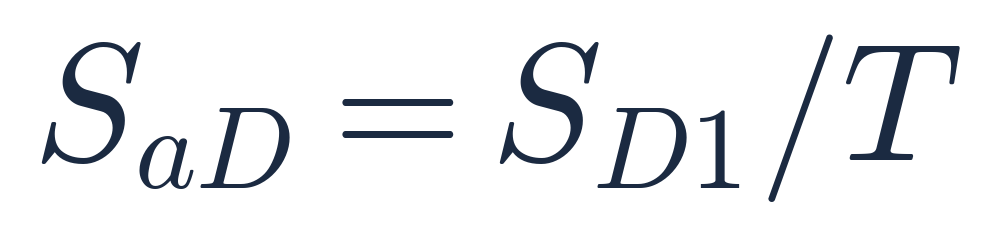 S_{aD} = S_{D1}/T